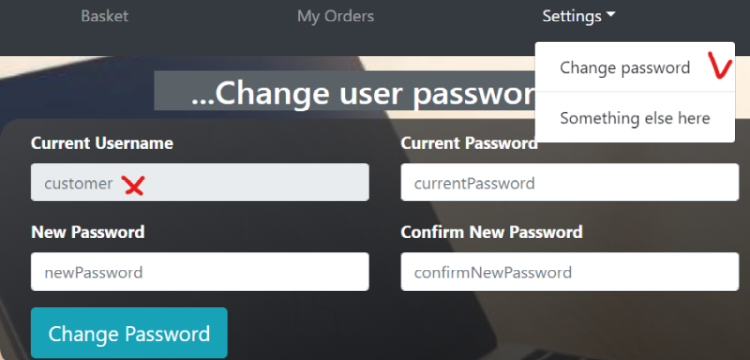 Basket My Orders Settings
Change password
Something else here
...Change user passwor
Current Username Current Password
customer currentPassword
New Password Confirm New Password
newPassword confirmNewPassword
Change Password